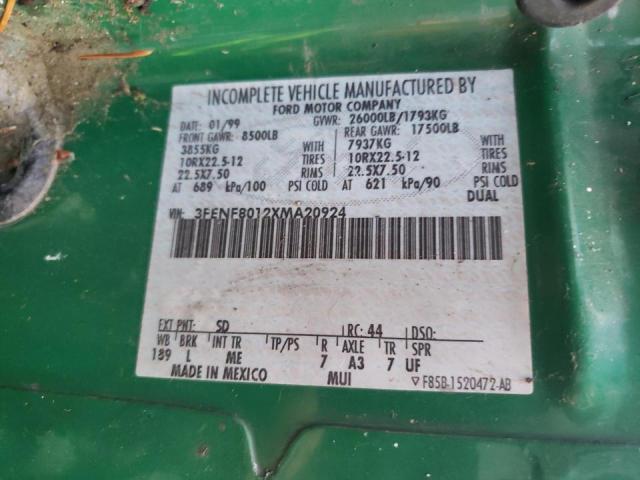 INCOMPLETE VEHICLE MANUFACTURED BY
FORD MOTOR COMPANY
DATE: 01/99 GVWR: 26000LB/1793KG
FRONT GAWR: 8500LB REAR GAWR: 17500LB
3855KG WITH 7937KG WITH
10RX22.5-12 TIRES 10RX22.5-12 TIRES
22.5X7.50 RIMS 22.5X7.50 RIMS
AT 689 kPa/100 PSI COLD AT 621 kPa/90 PSI COLD
DUAL
VIN: 3FENF8012XMA20924
EXT PNT: SD RC: 44 DSO:
WB BRK INT TR TP/PS R AXLE TR SPR
189 L ME 7 A3 7 UF
MADE IN MEXICO MUI F85B-1520472-AB